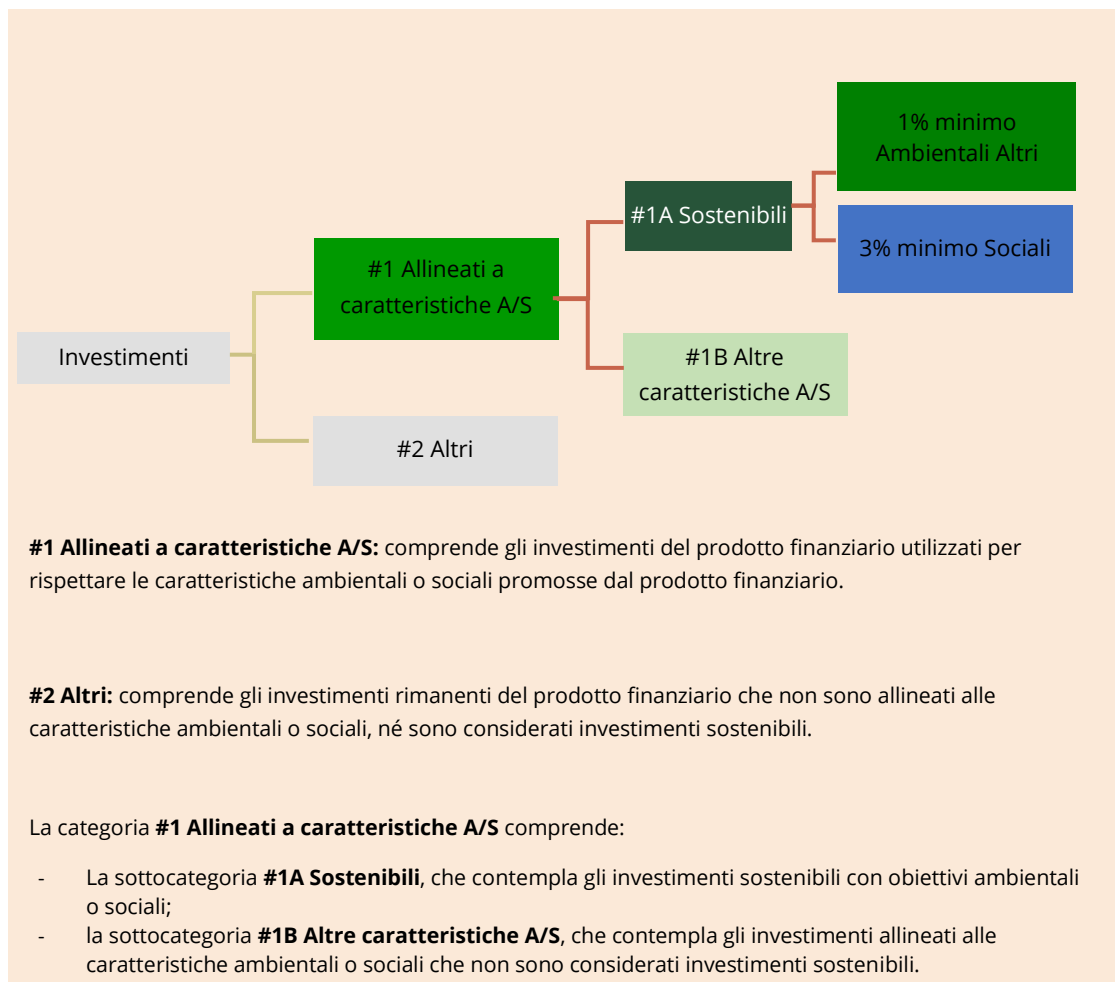 1% minimo
Ambientali Altri
#1A Sostenibili
3% minimo Sociali
#1 Allineati a
caratteristiche A/S
Investimenti
#1B Altre
caratteristiche A/S
#2 Altri
#1 Allineati a caratteristiche A/S: comprende gli investimenti del prodotto finanziario utilizzati per
rispettare le caratteristiche ambientali o sociali promosse dal prodotto finanziario.
#2 Altri: comprende gli investimenti rimanenti del prodotto finanziario che non sono allineati alle
caratteristiche ambientali o sociali, né sono considerati investimenti sostenibili.
La categoria #1 Allineati a caratteristiche A/S comprende:
- La sottocategoria #1A Sostenibili, che contempla gli investimenti sostenibili con obiettivi ambientali
o sociali;
- la sottocategoria #1B Altre caratteristiche A/S, che contempla gli investimenti allineati alle
caratteristiche ambientali o sociali che non sono considerati investimenti sostenibili.